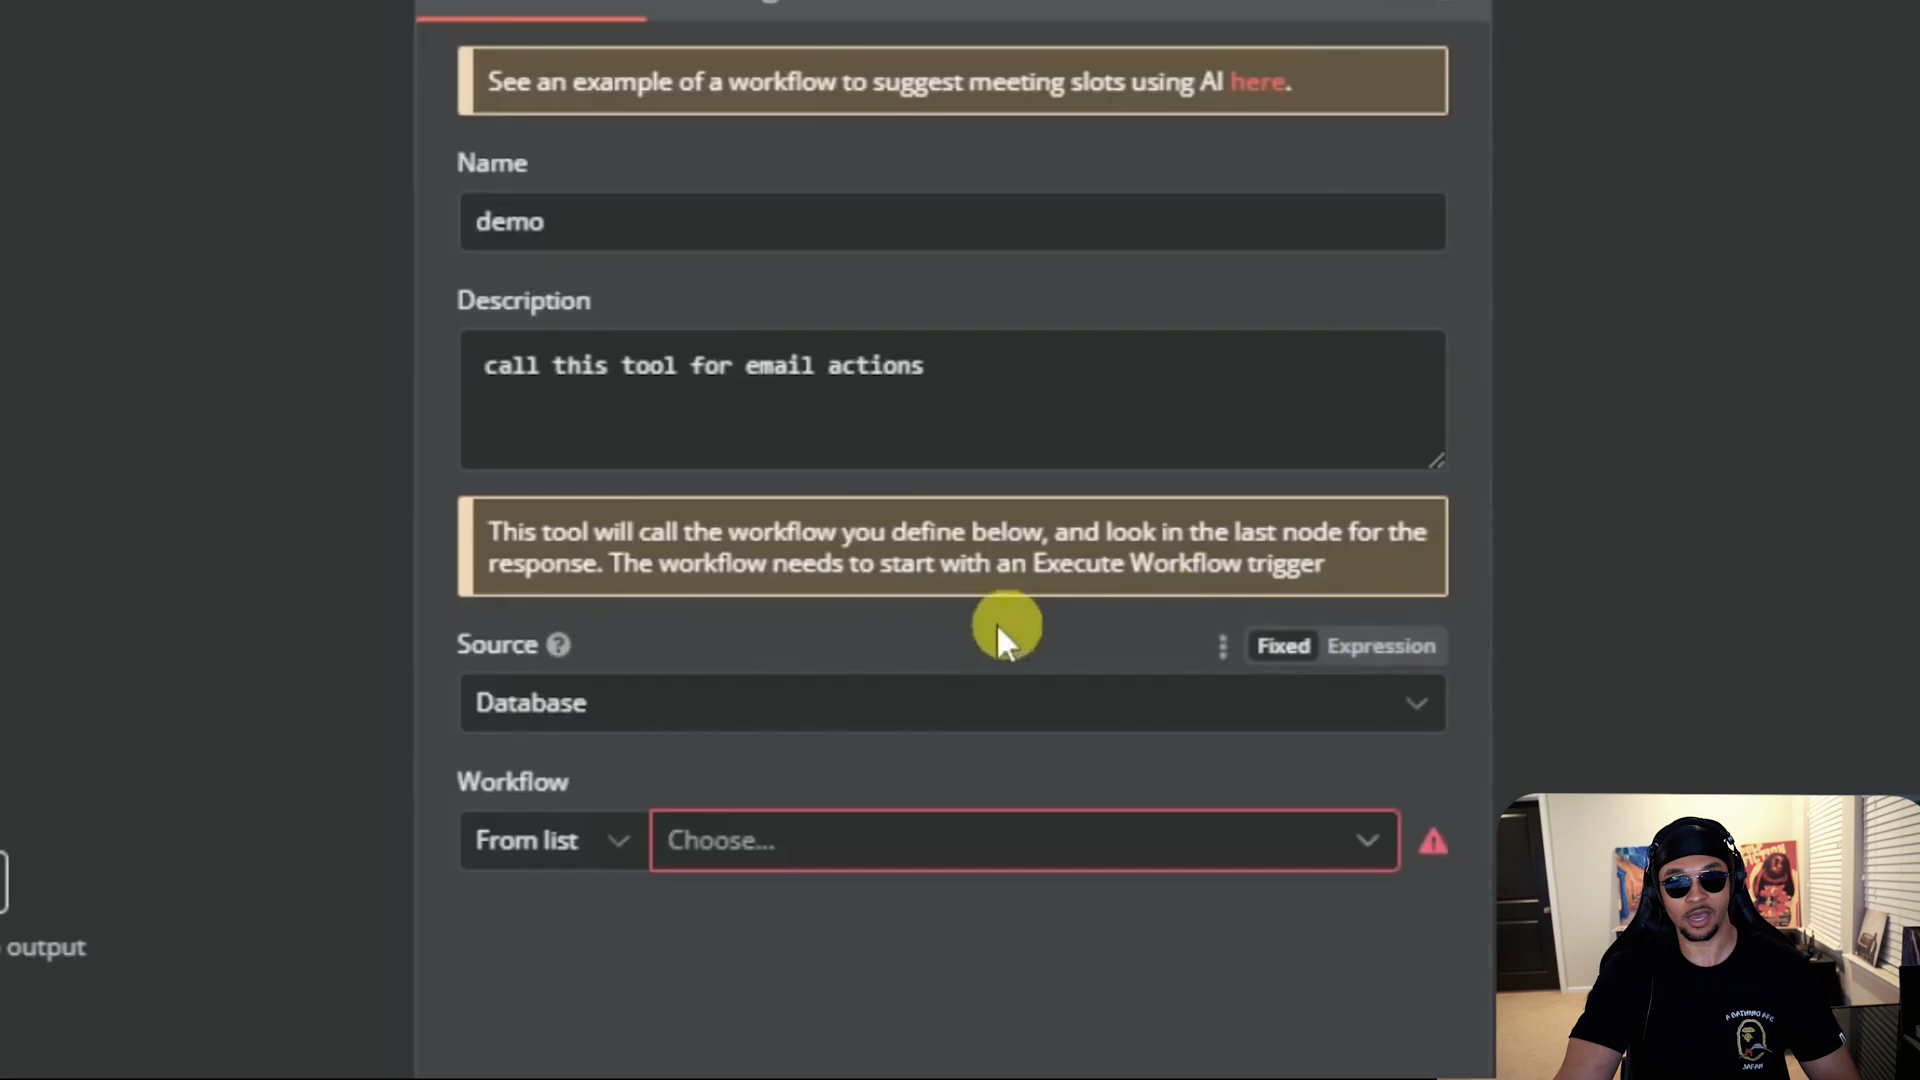 See an example of a workflow to suggest meeting slots using AI here.
Name
demo
Description
call this tool for email actions
This tool will call the workflow you define below, and look in the last node for the
response. The workflow needs to start with an Execute Workflow trigger
Source
Fixed Expression
Database
Workflow
From list Choose...
output
A BATHING APE
JAPAN